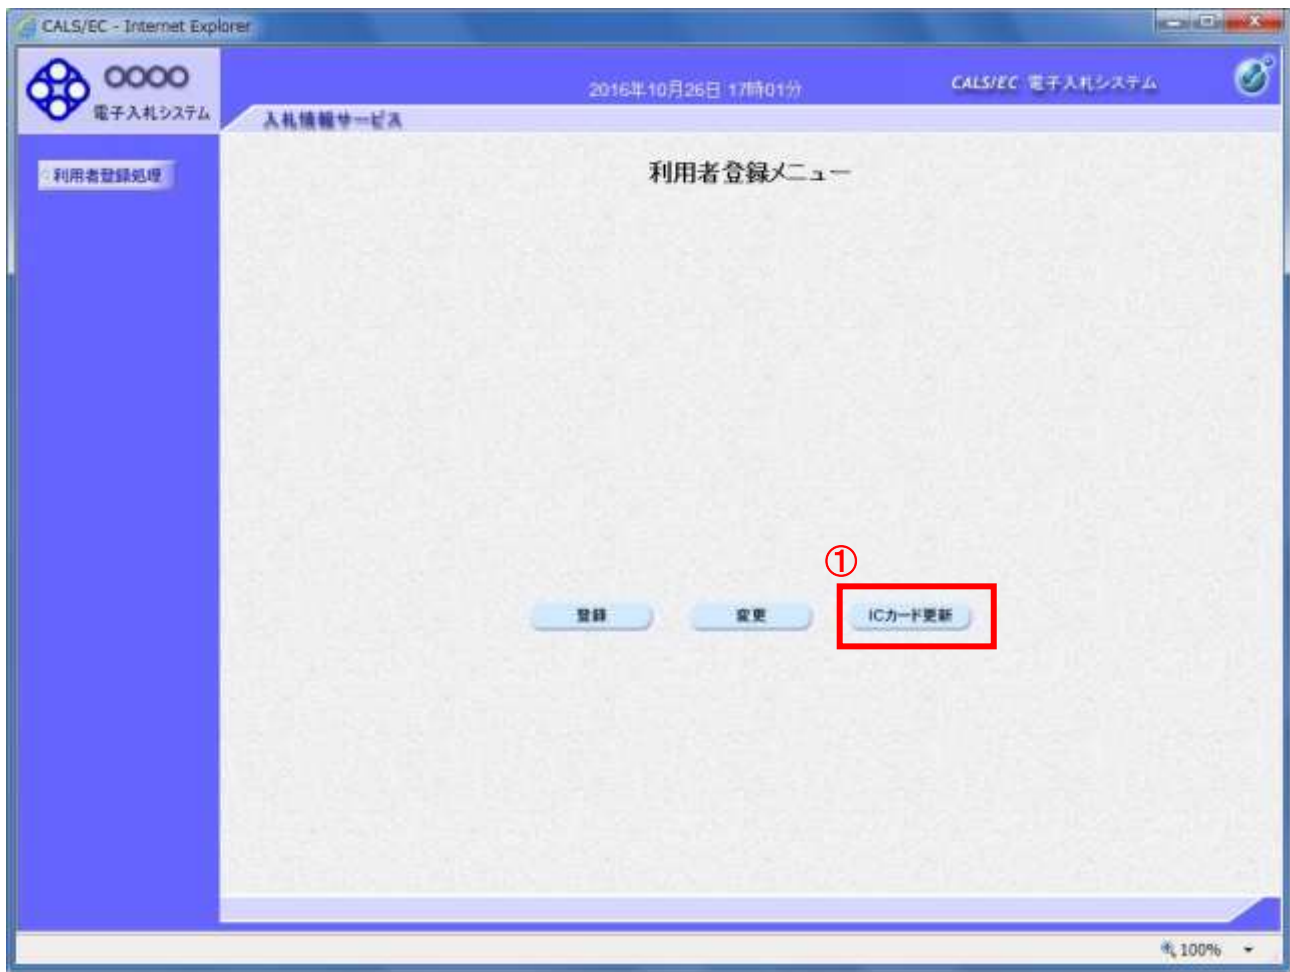 CALS/EC - Internet Explorer
○○○○
電子入札システム
2016年10月26日 17時01分
CALS/EC 電子入札システム
入札情報サービス
利用者登録処理
利用者登録メニュー
①
登録
変更
ICカード更新
100%